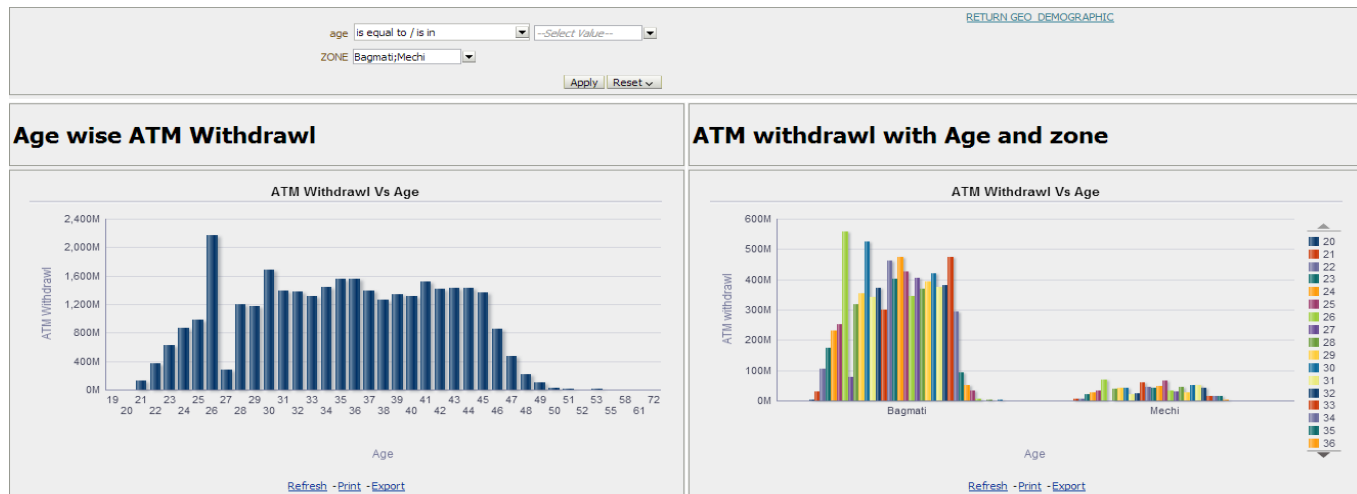 RETURN GEO DEMOGRAPHIC
age is equal to / is in --Select Value--
ZONE Bagmati;Mechi
Apply Reset
Age wise ATM Withdrawl
ATM Withdrawl Vs Age
ATM Withdrawl
2,400M
2,000M
1,600M
1,200M
800M
400M
0M
19 21 23 25 27 29 31 33 35 37 39 41 43 45 47 49 51 53 58 72
20 22 24 26 28 30 32 34 36 38 40 42 44 46 48 50 52 55 61
Age
Refresh - Print - Export
ATM withdrawl with Age and zone
ATM Withdrawl Vs Age
ATM withdrawl
600M
500M
400M
300M
200M
100M
0M
Bagmati Mechi
Age
20
21
22
23
24
25
26
27
28
29
30
31
32
33
34
35
36
Refresh - Print - Export